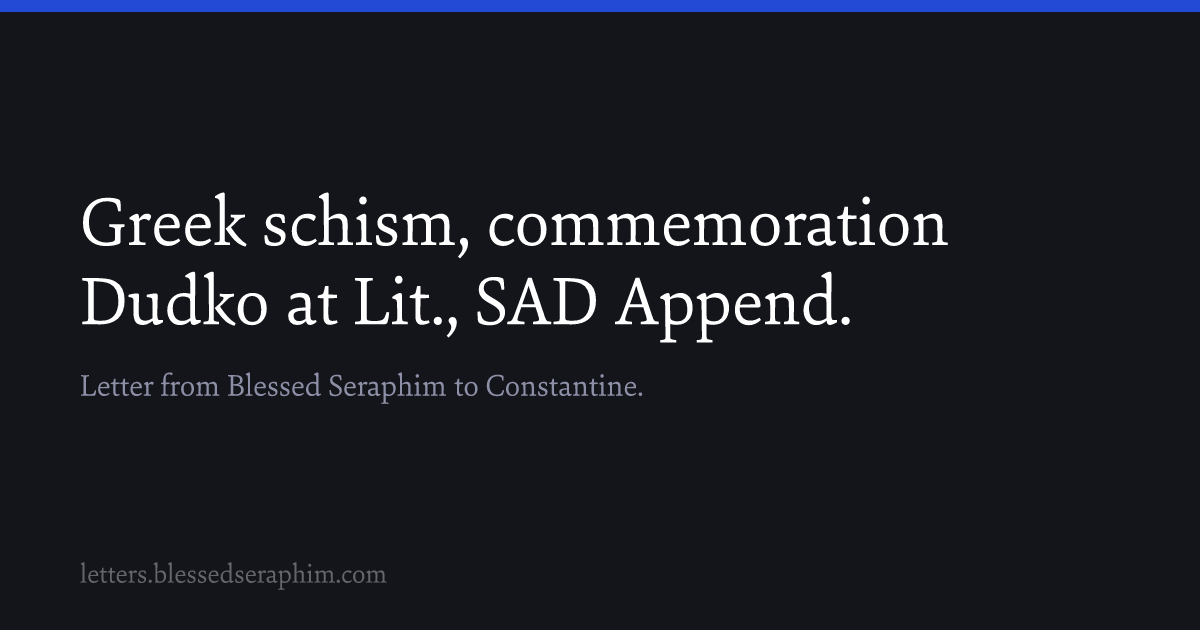 Greek schism, commemoration
Dudko at Lit., SAD Append.
Letter from Blessed Seraphim to Constantine.
letters.blessedseraphim.com